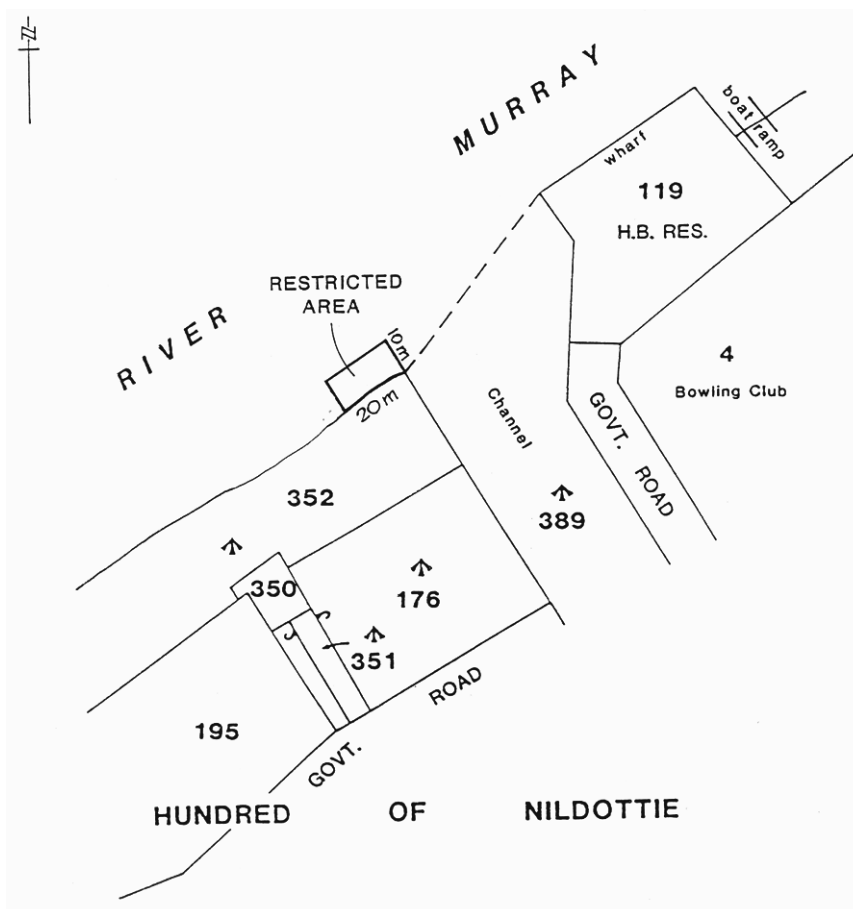 N
MURRAY
boat ramp
wharf
119
H.B. RES.
RESTRICTED
AREA
RIVER
10m
20m
4
Bowling Club
Channel
GOVT. ROAD
352
389
350
176
351
195
GOVT. ROAD
HUNDRED OF NILDOTTIE